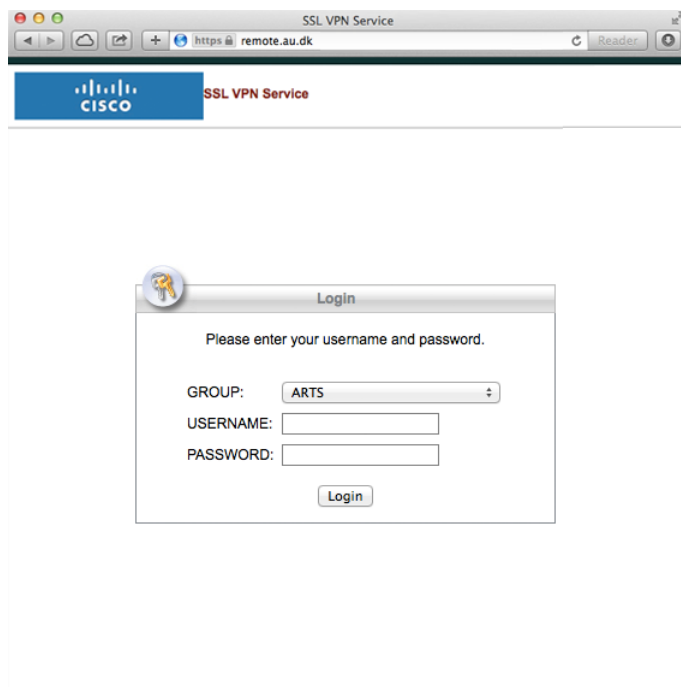 SSL VPN Service
https remote.au.dk Reader
CISCO SSL VPN Service
Login
Please enter your username and password.
GROUP: ARTS
USERNAME:
PASSWORD:
Login